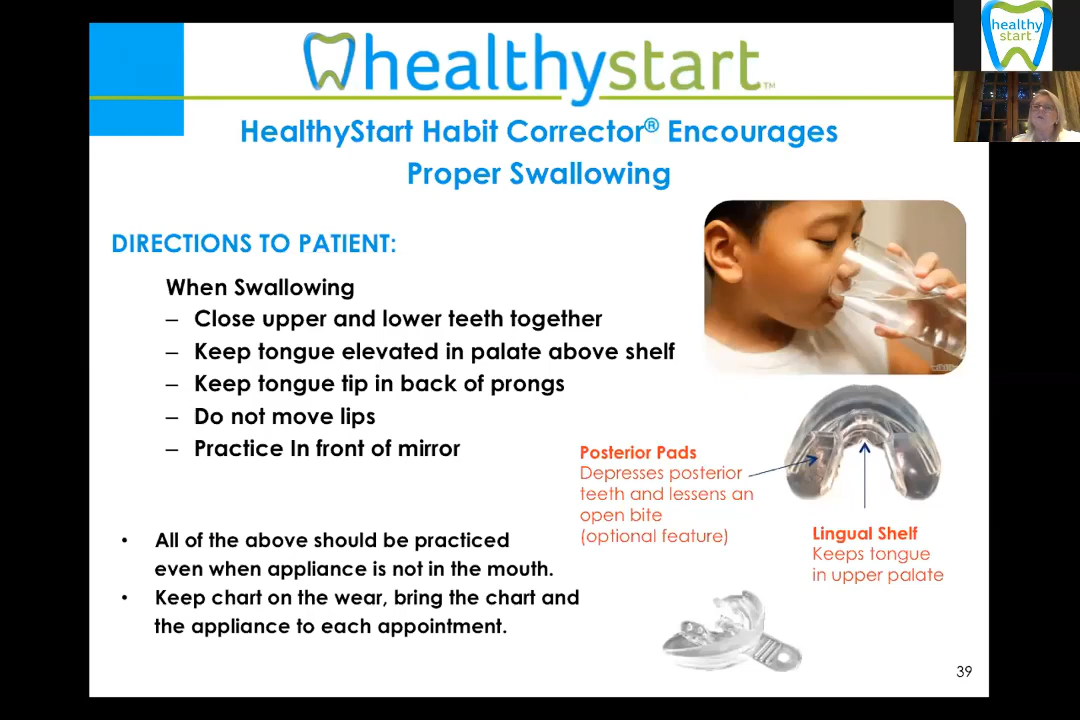 healthystart™
healthy
start
HealthyStart Habit Corrector® Encourages
Proper Swallowing
DIRECTIONS TO PATIENT:
When Swallowing
– Close upper and lower teeth together
– Keep tongue elevated in palate above shelf
– Keep tongue tip in back of prongs
– Do not move lips
– Practice In front of mirror
Posterior Pads
Depresses posterior
teeth and lessens an
open bite
(optional feature)
Lingual Shelf
Keeps tongue
in upper palate
• All of the above should be practiced
even when appliance is not in the mouth.
• Keep chart on the wear, bring the chart and
the appliance to each appointment.
39